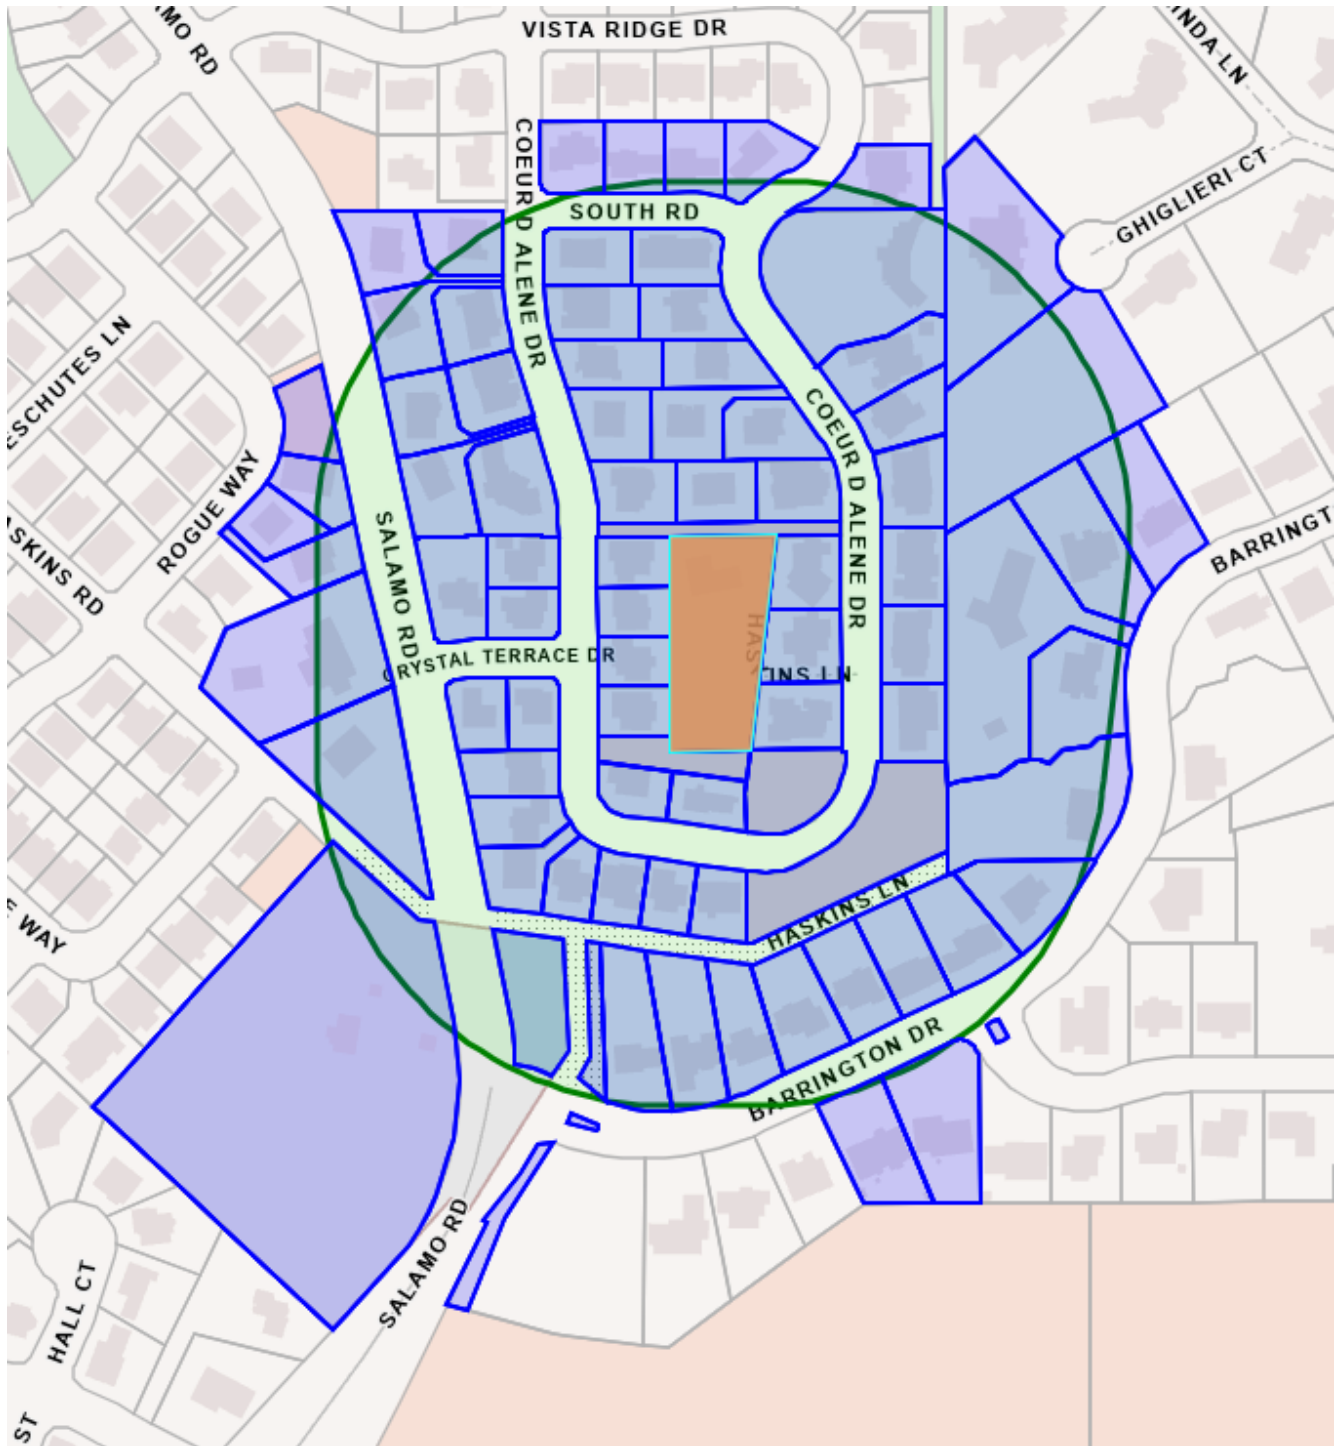 VISTA RIDGE DR
MO RD
INDA LN
COEUR D ALENE DR
SOUTH RD
GHIGLIERI CT
ESCHUTES LN
COEUR D ALENE DR
ROGUE WAY
SALAMO RD
BARRINGT
SKINS RD
CRYSTAL TERRACE DR
HASKINS LN
HASKINS LN
E WAY
BARRINGTON DR
SALAMO RD
HALL CT
ST